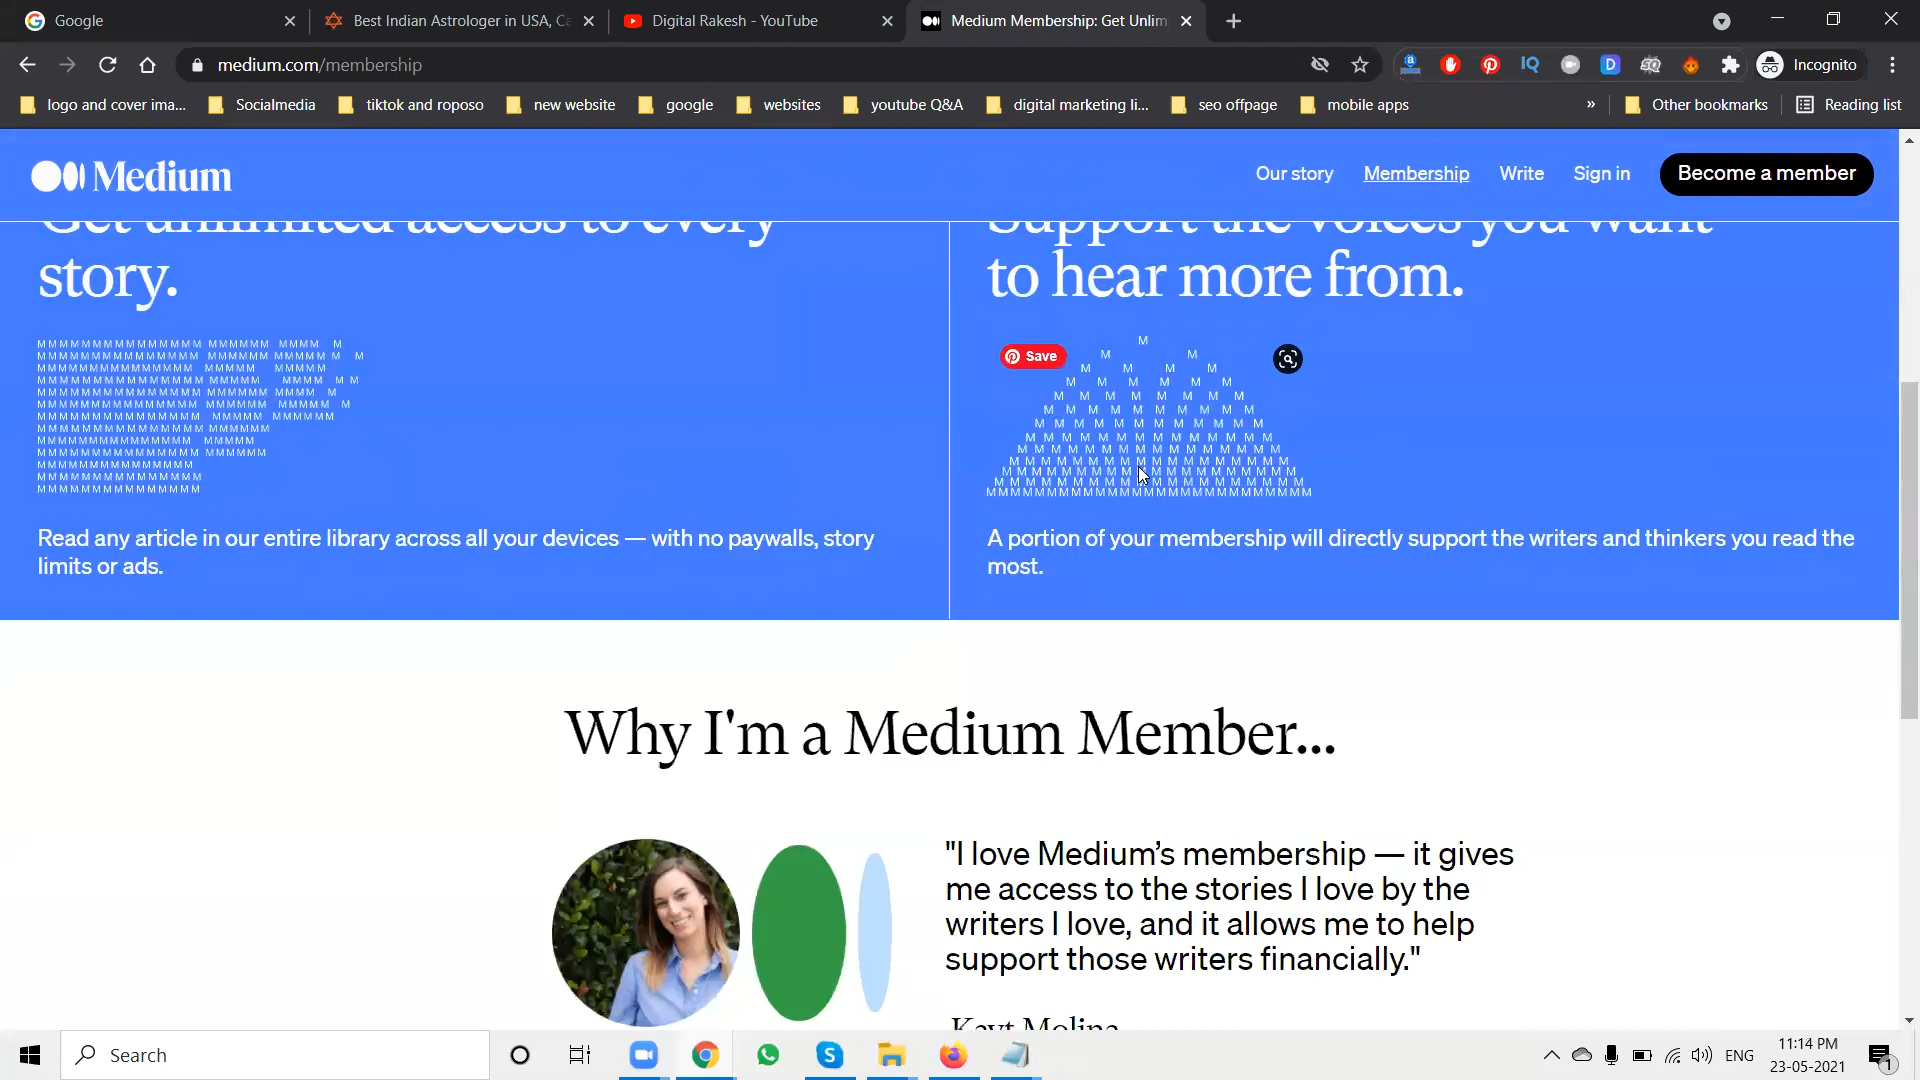 Google
Best Indian Astrologer in USA, Ca
Digital Rakesh - YouTube
Medium Membership: Get Unlim
medium.com/membership
Incognito
logo and cover ima...
Socialmedia
tiktok and roposo
new website
google
websites
youtube Q&A
digital marketing li...
seo offpage
mobile apps
»
Other bookmarks
Reading list
Medium
Our story
Membership
Write
Sign in
Become a member
Get unlimited access to every
story.
Support the voices you want
to hear more from.
Save
Read any article in our entire library across all your devices — with no paywalls, story
limits or ads.
A portion of your membership will directly support the writers and thinkers you read the
most.
Why I'm a Medium Member...
"I love Medium’s membership — it gives
me access to the stories I love by the
writers I love, and it allows me to help
support those writers financially."
Kayt Molina
Search
ENG
11:14 PM
23-05-2021
1